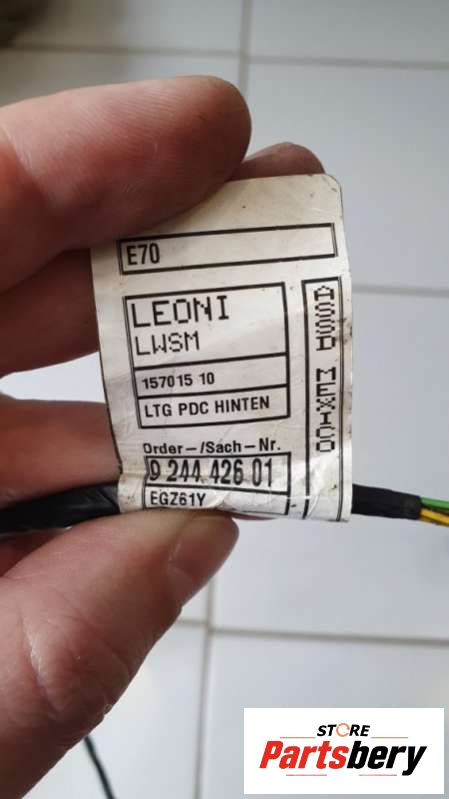 E70
LEONI
LWSM
157015 10
LTG PDC HINTEN
Order-/Sach-Nr.
9 244 426 01
EGZ61Y
ASSD MEXICO
STORE
Partsbery